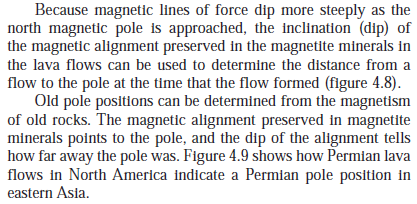 Because magnetic lines of force dip more steeply as the
north magnetic pole is approached, the inclination (dip) of
the magnetic alignment preserved in the magnetite minerals in
the lava flows can be used to determine the distance from a
flow to the pole at the time that the flow formed (figure 4.8).
Old pole positions can be determined from the magnetism
of old rocks. The magnetic alignment preserved in magnetite
minerals points to the pole, and the dip of the alignment tells
how far away the pole was. Figure 4.9 shows how Permian lava
flows in North America indicate a Permian pole position in
eastern Asia.